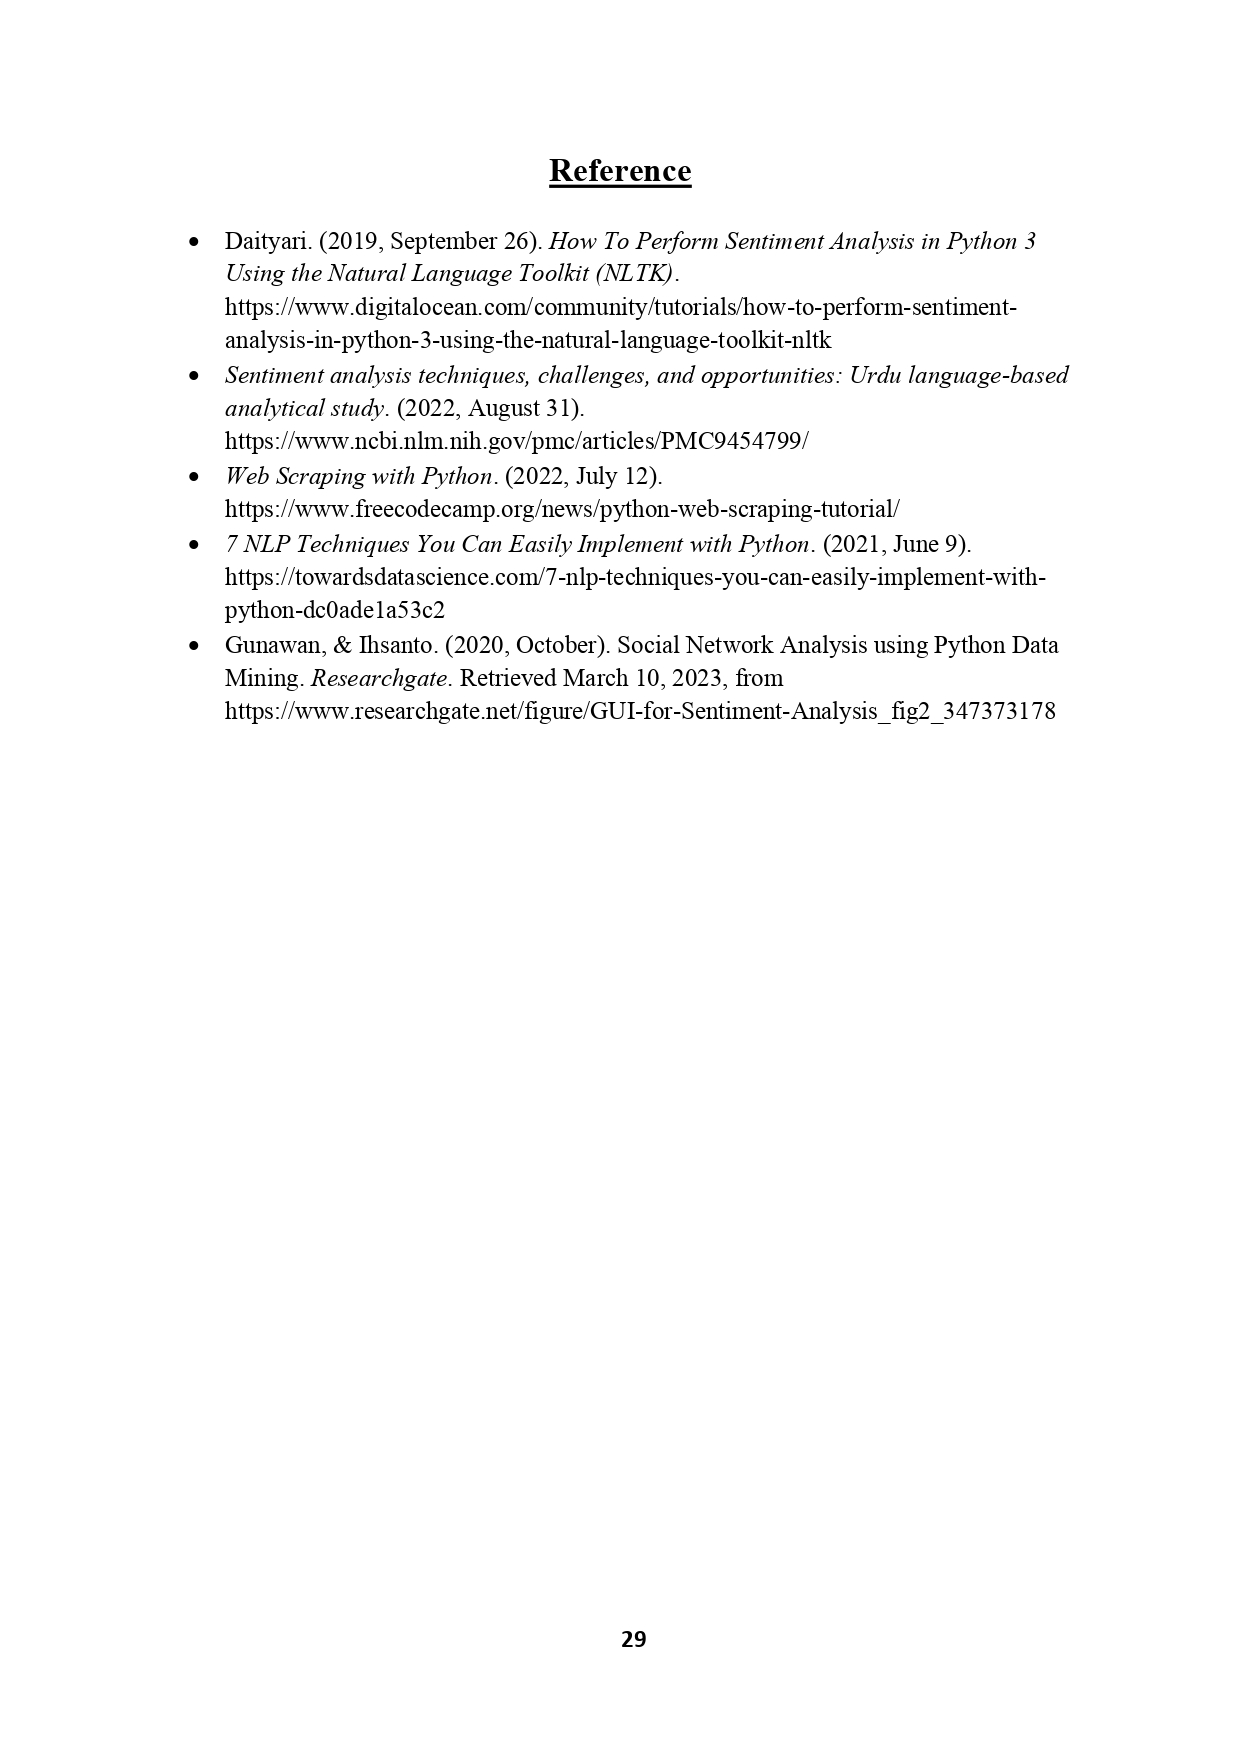 Reference
• Daityari. (2019, September 26). How To Perform Sentiment Analysis in Python 3
Using the Natural Language Toolkit (NLTK).
https://www.digitalocean.com/community/tutorials/how-to-perform-sentiment-
analysis-in-python-3-using-the-natural-language-toolkit-nltk
• Sentiment analysis techniques, challenges, and opportunities: Urdu language-based
analytical study. (2022, August 31).
https://www.ncbi.nlm.nih.gov/pmc/articles/PMC9454799/
• Web Scraping with Python. (2022, July 12).
https://www.freecodecamp.org/news/python-web-scraping-tutorial/
• 7 NLP Techniques You Can Easily Implement with Python. (2021, June 9).
https://towardsdatascience.com/7-nlp-techniques-you-can-easily-implement-with-
python-dc0ade1a53c2
• Gunawan, & Ihsanto. (2020, October). Social Network Analysis using Python Data
Mining. Researchgate. Retrieved March 10, 2023, from
https://www.researchgate.net/figure/GUI-for-Sentiment-Analysis_fig2_347373178
29